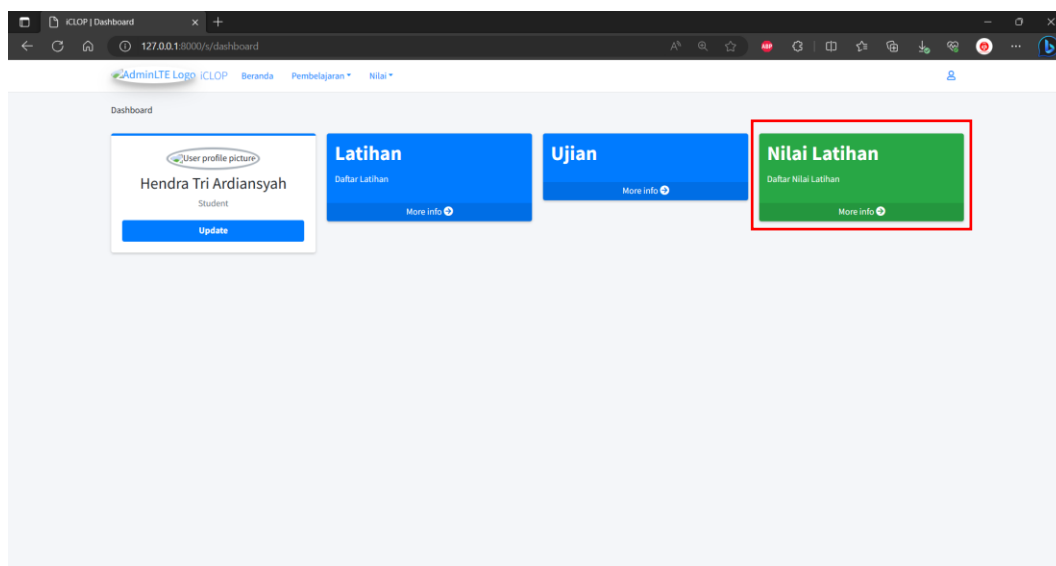 iCLOP | Dashboard
127.0.0.1:8000/s/dashboard
AdminLTE Logo iCLOP Beranda Pembelajaran Nilai
Dashboard
User profile picture
Hendra Tri Ardiansyah
Student
Update
Latihan
Daftar Latihan
More info
Ujian
More info
Nilai Latihan
Daftar Nilai Latihan
More info